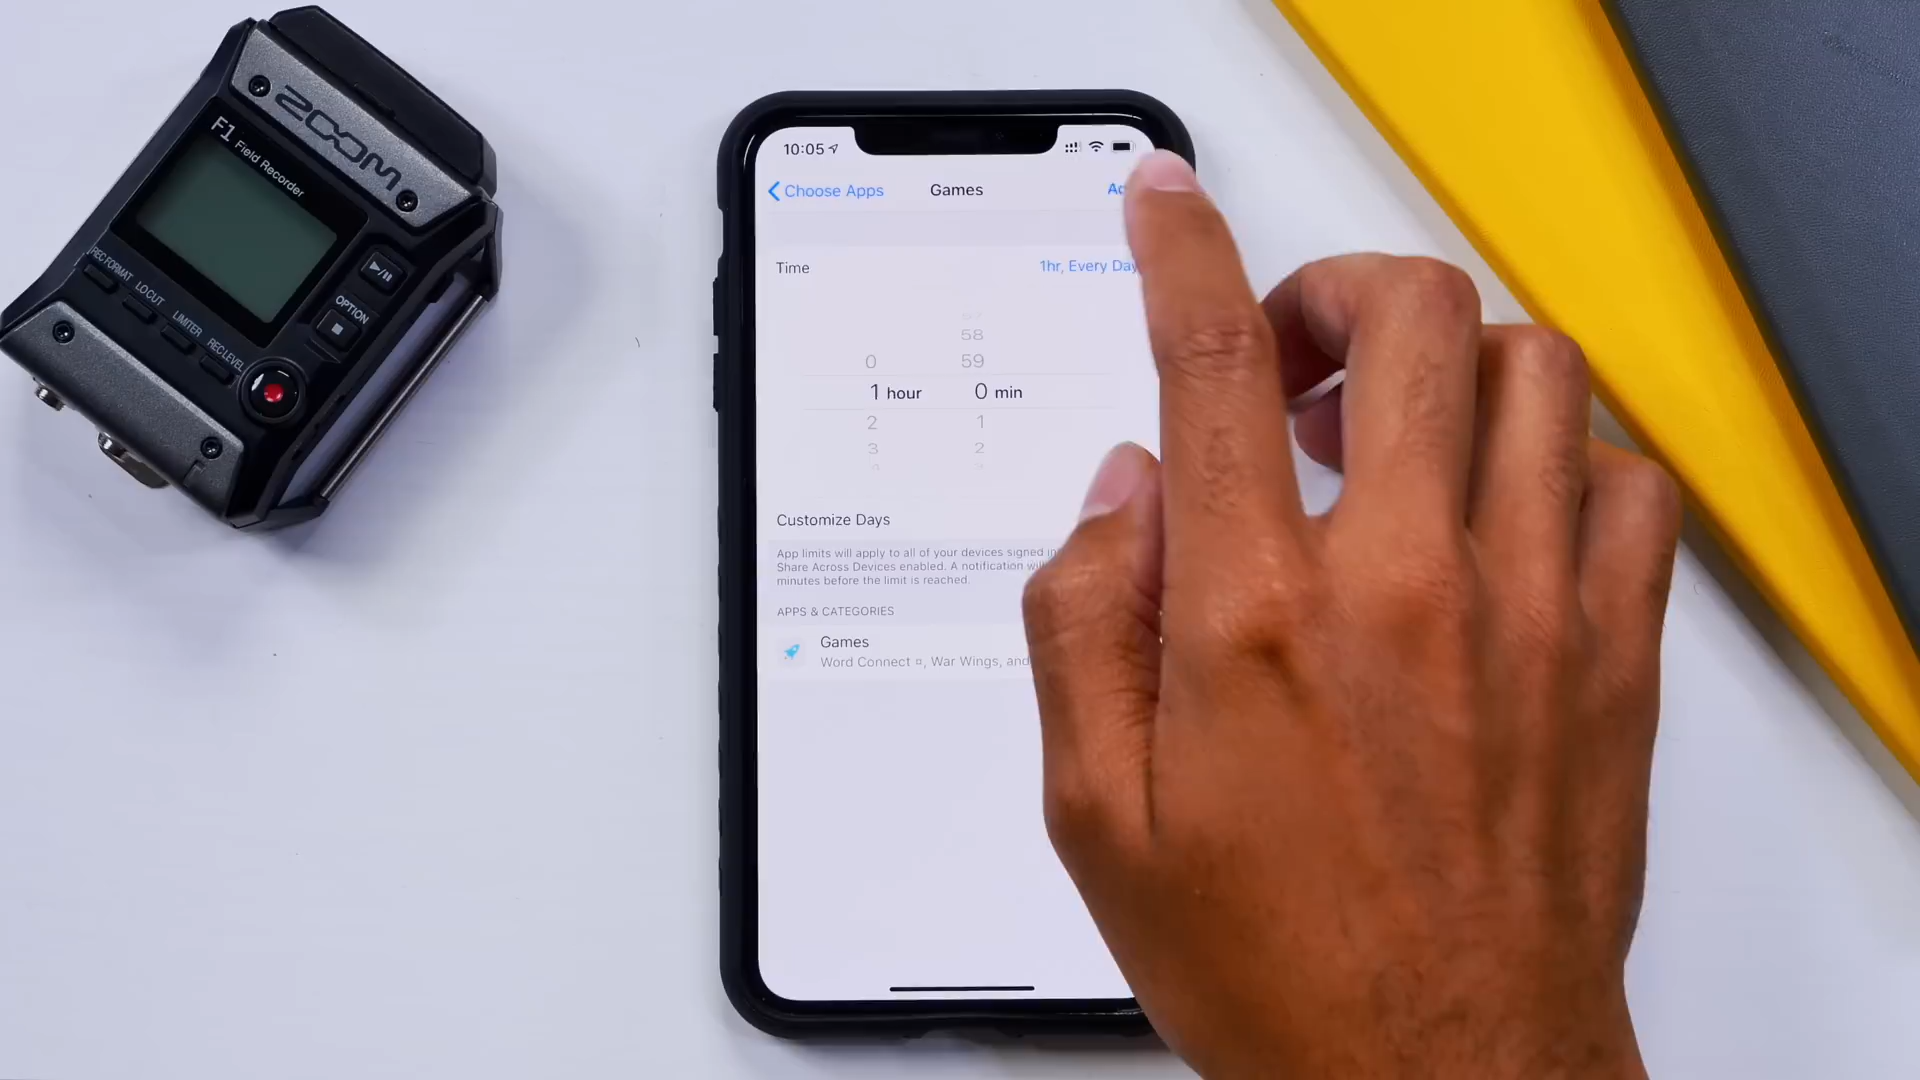 ZOOM
F1 Field Recorder
REC FORMAT
LO CUT
LIMITER
REC LEVEL
OPTION
10:05
Choose Apps
Games
Time
1hr, Every Day
58
0 59
1 hour 0 min
2 1
3 2
Customize Days
App limits will apply to all of your devices signed
Share Across Devices enabled. A notification
minutes before the limit is reached.
APPS & CATEGORIES
Games
Word Connect ¤, War Wings, and